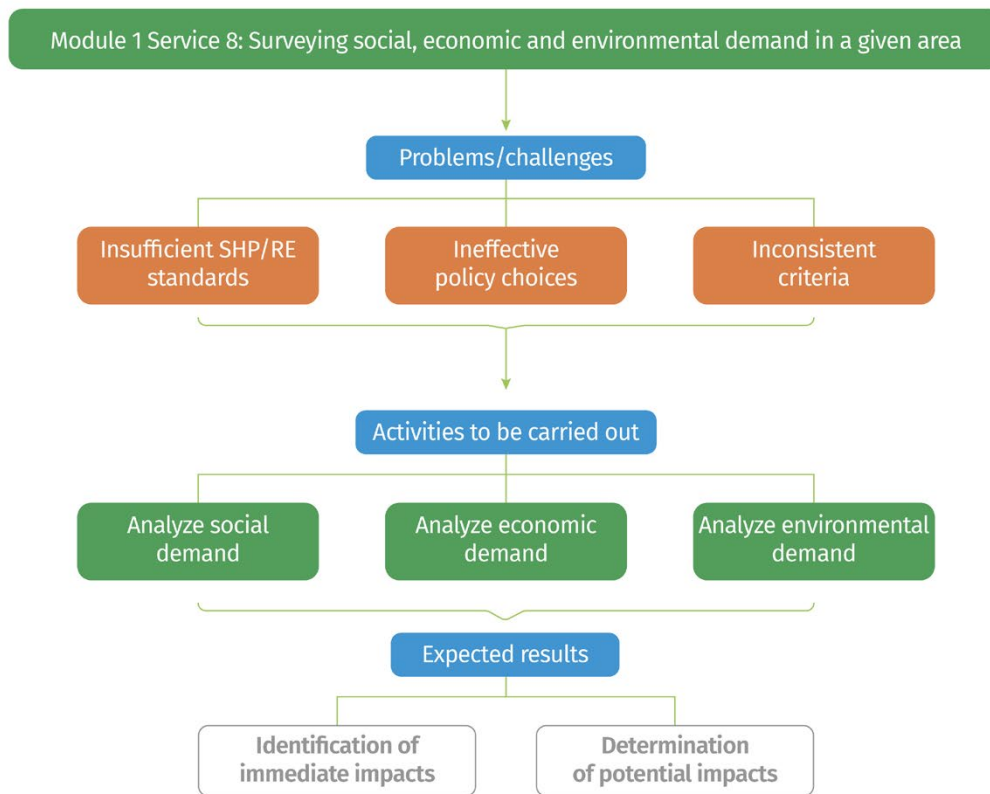 Module 1 Service 8: Surveying social, economic and environmental demand in a given area
Problems/challenges
Insufficient SHP/RE
standards
Ineffective
policy choices
Inconsistent
criteria
Activities to be carried out
Analyze social
demand
Analyze economic
demand
Analyze environmental
demand
Expected results
Identification of
immediate impacts
Determination
of potential impacts